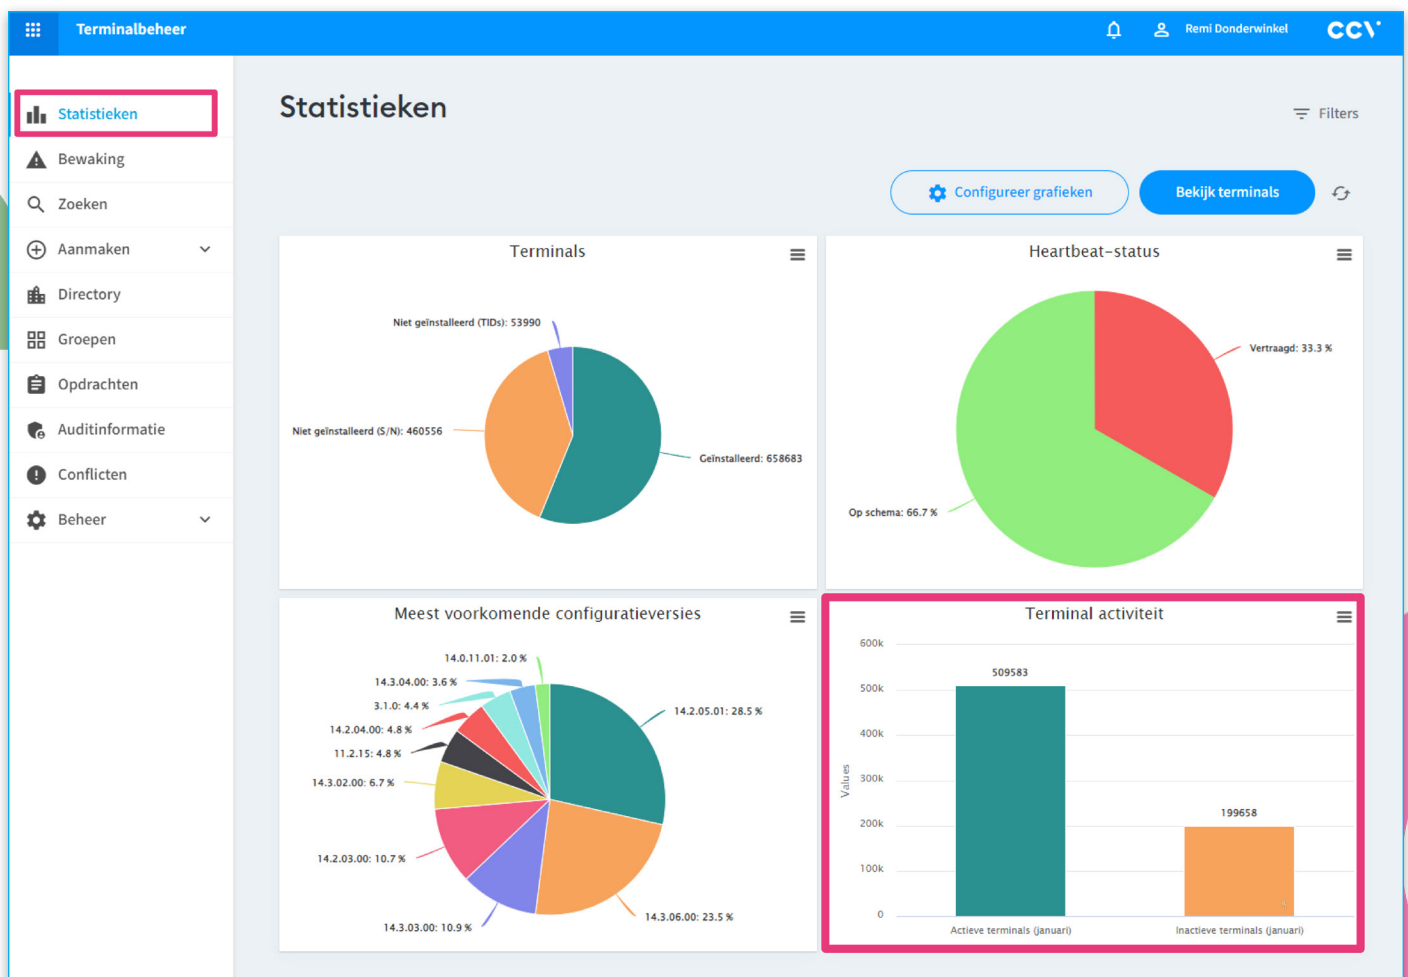 Terminalbeheer
Remi Donderwinkel
CCV
Statistieken
Bewaking
Zoeken
Aanmaken
Directory
Groepen
Opdrachten
Auditinformatie
Conflicten
Beheer
Statistieken
Filters
Configureer grafieken
Bekijk terminals
Terminals
Niet geïnstalleerd (TIDs): 53990
Niet geïnstalleerd (S/N): 460556
Geïnstalleerd: 658683
Heartbeat-status
Vertraagd: 33.3 %
Op schema: 66.7 %
Meest voorkomende configuratieversies
14.0.11.01: 2.0 %
14.3.04.00: 3.6 %
3.1.0: 4.4 %
14.2.04.00: 4.8 %
11.2.15: 4.8 %
14.3.02.00: 6.7 %
14.2.03.00: 10.7 %
14.3.03.00: 10.9 %
14.2.05.01: 28.5 %
14.3.06.00: 23.5 %
Terminal activiteit
600k
500k
400k
300k
200k
100k
0
Values
509583
199658
Actieve terminals (januari)
Inactieve terminals (januari)